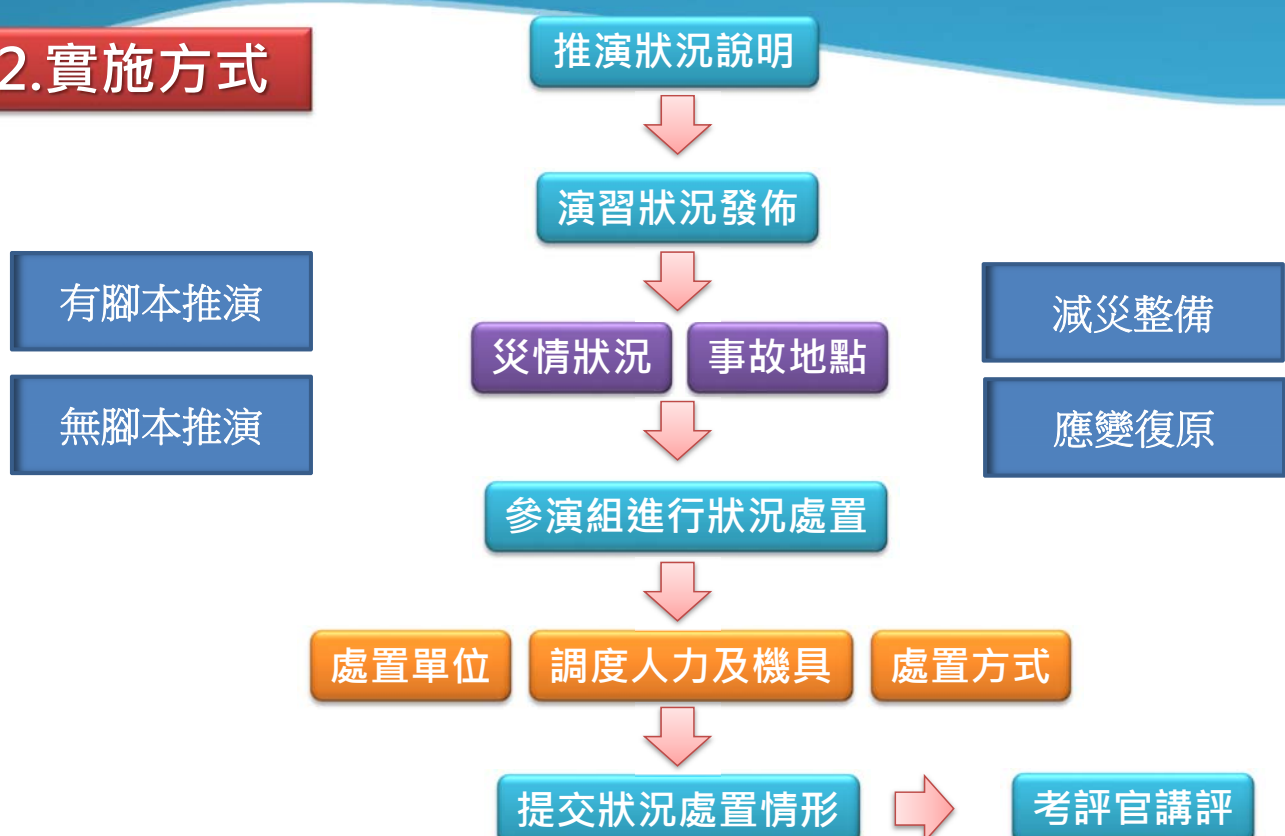 2.實施方式
推演狀況說明
演習狀況發佈
有腳本推演
無腳本推演
災情狀況
事故地點
減災整備
應變復原
參演組進行狀況處置
處置單位
調度人力及機具
處置方式
提交狀況處置情形
考評官講評